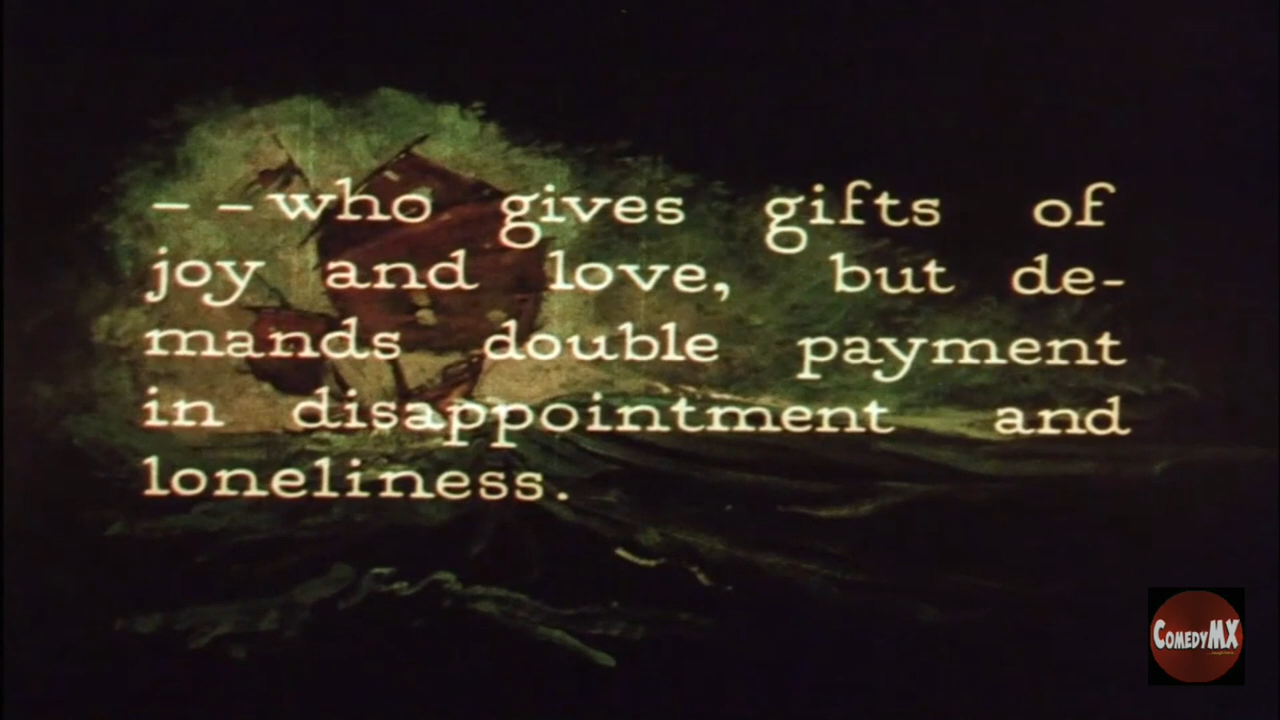 --who gives gifts of
joy and love, but de-
mands double payment
in disappointment and
loneliness.
COMEDYMX